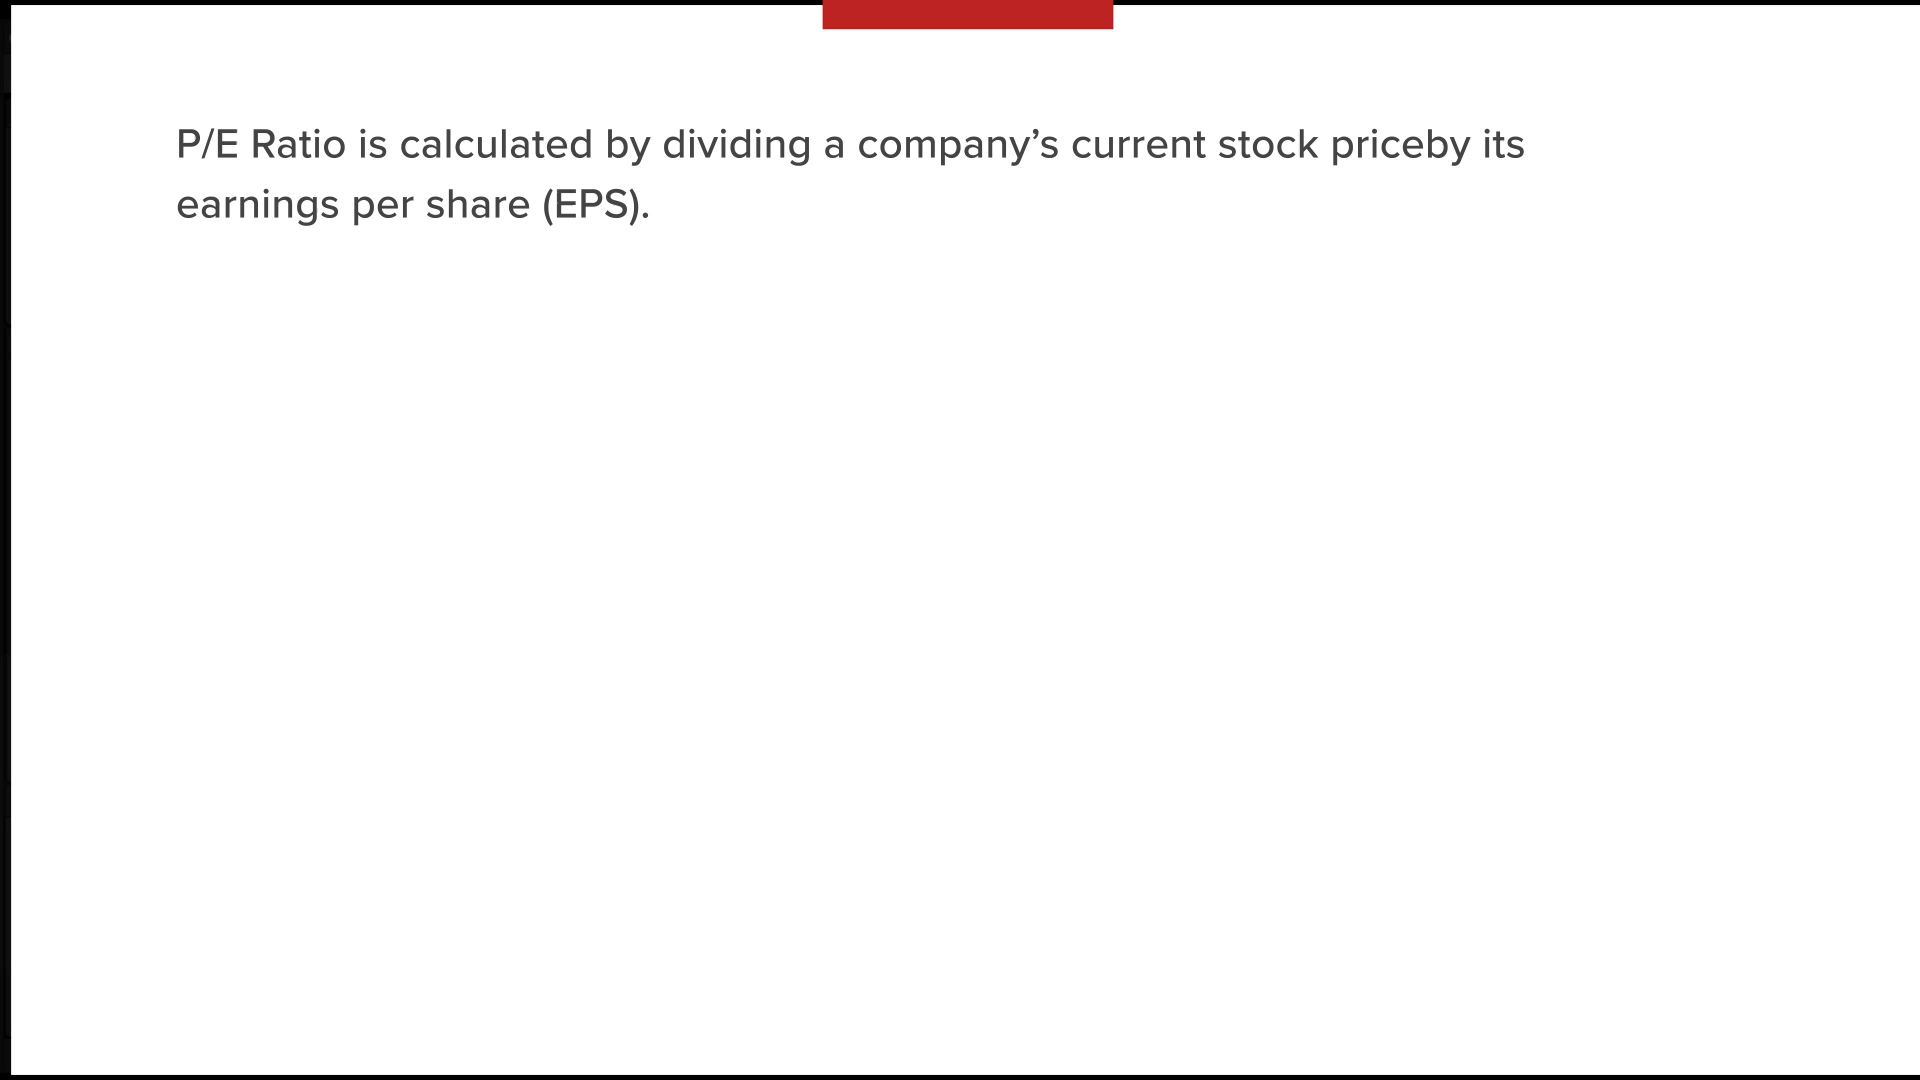 P/E Ratio is calculated by dividing a company’s current stock priceby its
earnings per share (EPS).